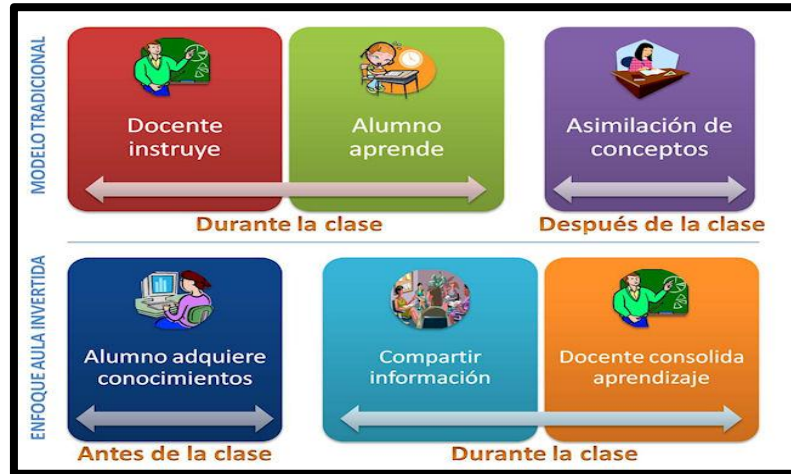 MODELO TRADICIONAL
Docente
instruye
Alumno
aprende
Asimilación de
conceptos
Durante la clase
Después de la clase
ENFOQUE AULA INVERTIDA
Alumno adquiere
conocimientos
Compartir
información
Docente consolida
aprendizaje
Antes de la clase
Durante la clase